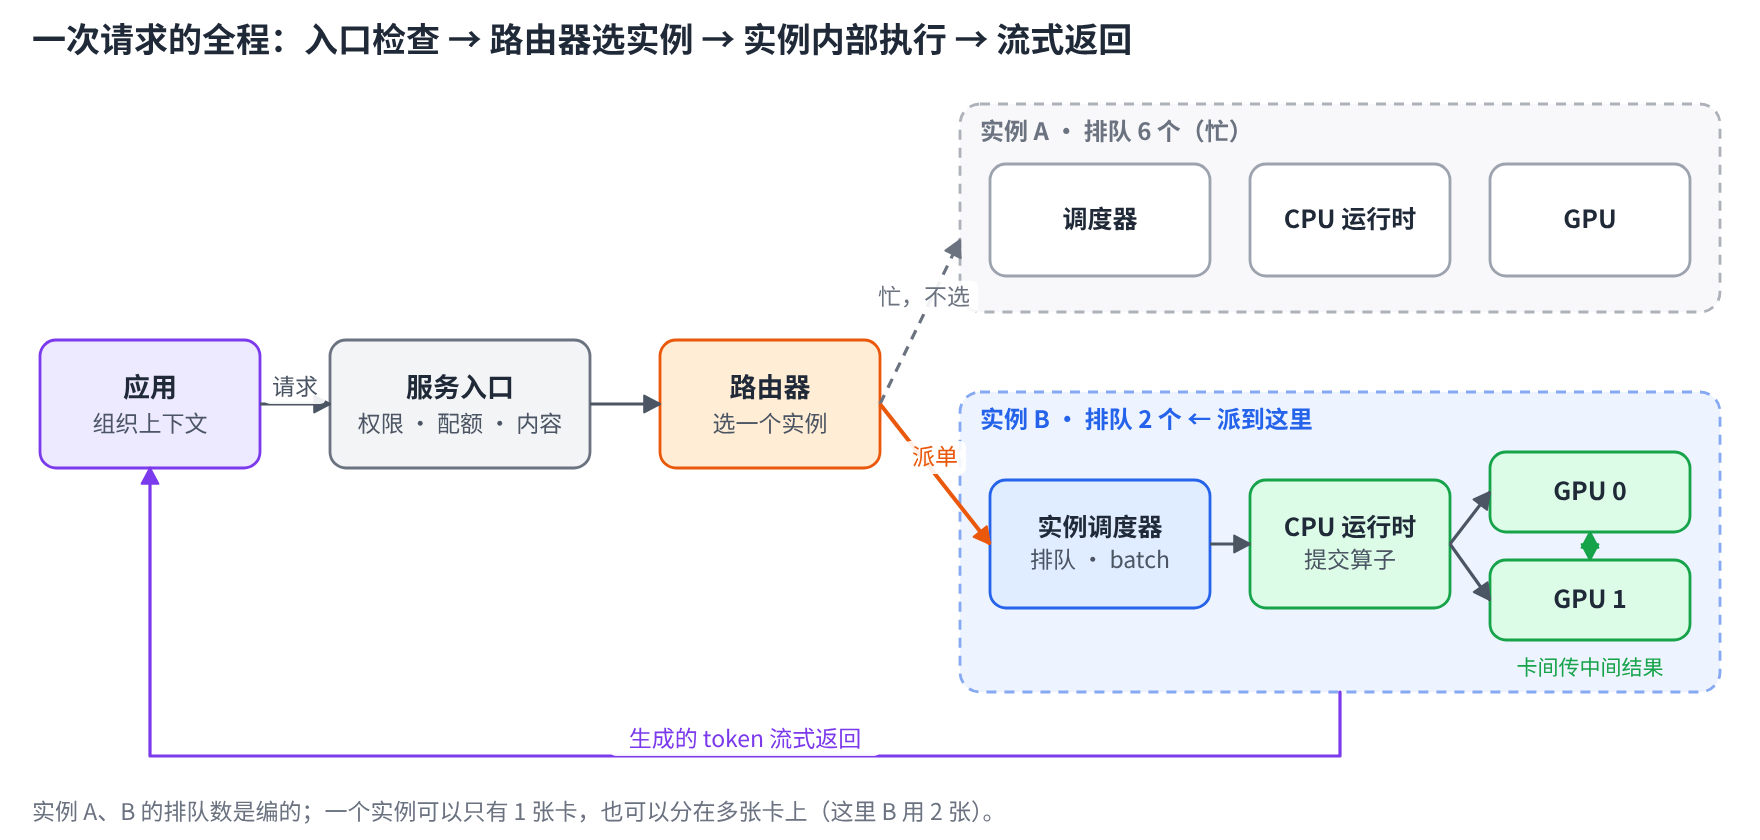 一次请求的全程：入口检查 → 路由器选实例 → 实例内部执行 → 流式返回
实例 A · 排队 6 个（忙）
调度器
CPU 运行时
GPU
忙，不选
应用
组织上下文
请求
服务入口
权限 · 配额 · 内容
路由器
选一个实例
派单
实例 B · 排队 2 个 ← 派到这里
实例调度器
排队 · batch
CPU 运行时
提交算子
GPU 0
GPU 1
卡间传中间结果
生成的 token 流式返回
实例 A、B 的排队数是编的；一个实例可以只有 1 张卡，也可以分在多张卡上（这里 B 用 2 张）。